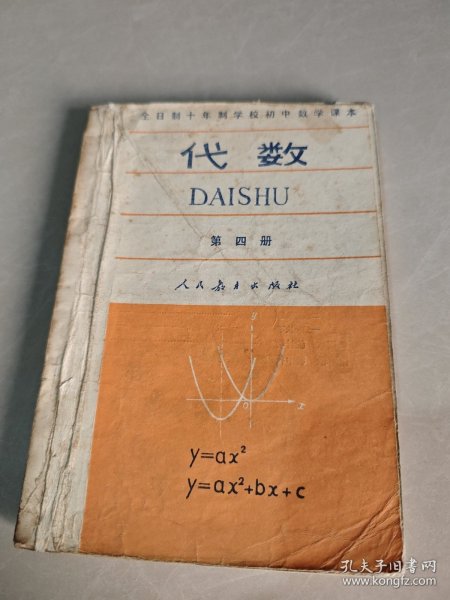 全日制十年制学校初中数学课本
代数
DAISHU
第四册
人民教育出版社
y
O
x
y=ax²
y=ax²+bx+c
孔夫子旧书网
www.kongfz.com